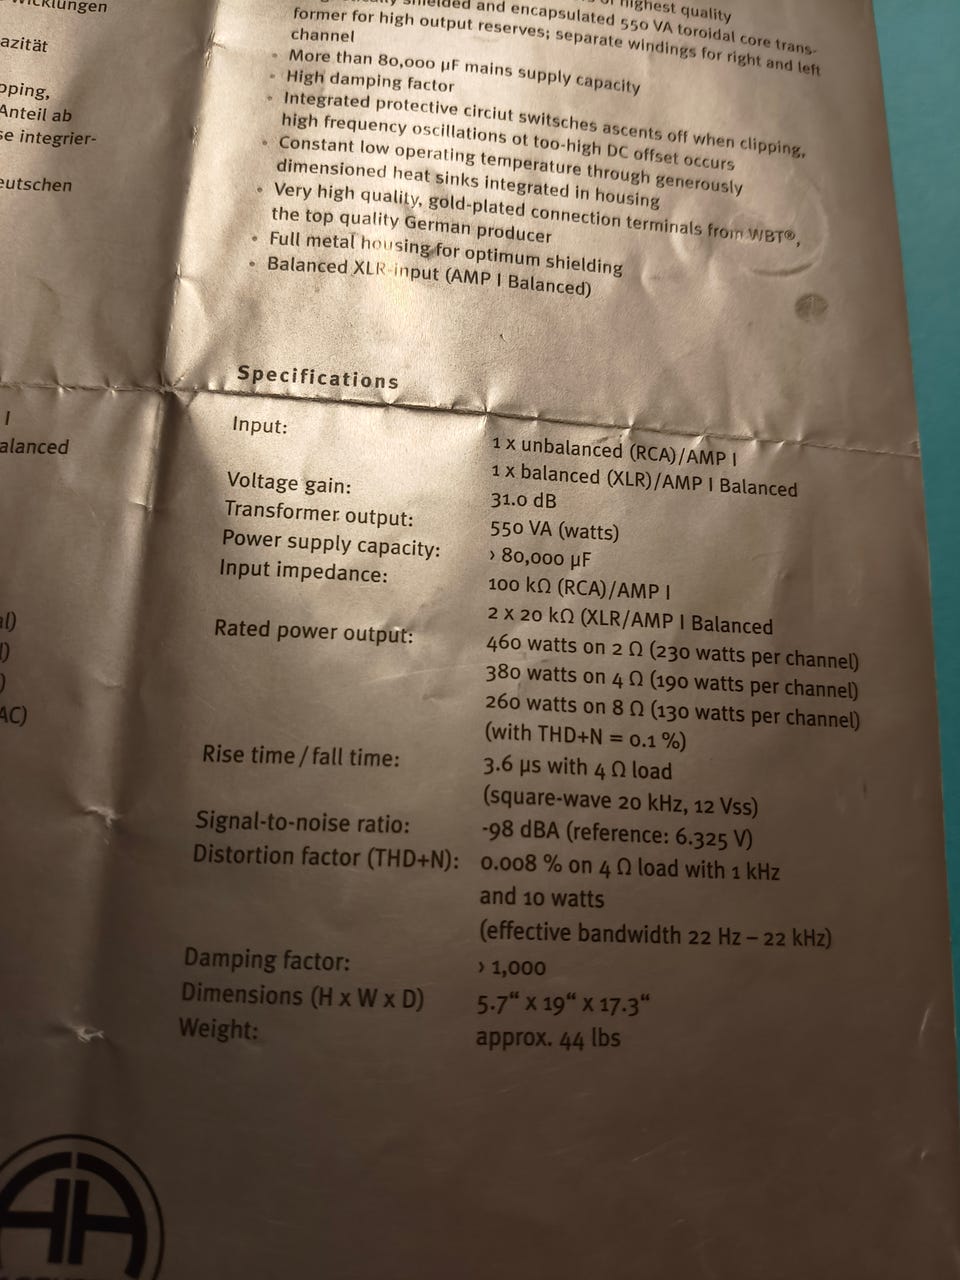 wicklungen
azität
pping,
Anteil ab
se integrier-
eutschen
l
alanced
al)
l)
)
AC)
highest quality
shielded and encapsulated 550 VA toroidal core trans-
former for high output reserves; separate windings for right and left
channel
• More than 80,000 µF mains supply capacity
• High damping factor
• Integrated protective circiut switsches ascents off when clipping,
high frequency oscillations ot too-high DC offset occurs
• Constant low operating temperature through generously
dimensioned heat sinks integrated in housing
• Very high quality, gold-plated connection terminals from WBT®,
the top quality German producer
• Full metal housing for optimum shielding
• Balanced XLR-input (AMP I Balanced)
Specifications
Input: 1 x unbalanced (RCA)/AMP I
1 x balanced (XLR)/AMP I Balanced
Voltage gain: 31.0 dB
Transformer output: 550 VA (watts)
Power supply capacity: › 80,000 µF
Input impedance: 100 kΩ (RCA)/AMP I
2 x 20 kΩ (XLR/AMP I Balanced
Rated power output: 460 watts on 2 Ω (230 watts per channel)
380 watts on 4 Ω (190 watts per channel)
260 watts on 8 Ω (130 watts per channel)
(with THD+N = 0.1 %)
Rise time / fall time: 3.6 µs with 4 Ω load
(square-wave 20 kHz, 12 Vss)
Signal-to-noise ratio: -98 dBA (reference: 6.325 V)
Distortion factor (THD+N): 0.008 % on 4 Ω load with 1 kHz
and 10 watts
(effective bandwidth 22 Hz – 22 kHz)
Damping factor: › 1,000
Dimensions (H x W x D) 5.7“ x 19“ x 17.3“
Weight: approx. 44 lbs